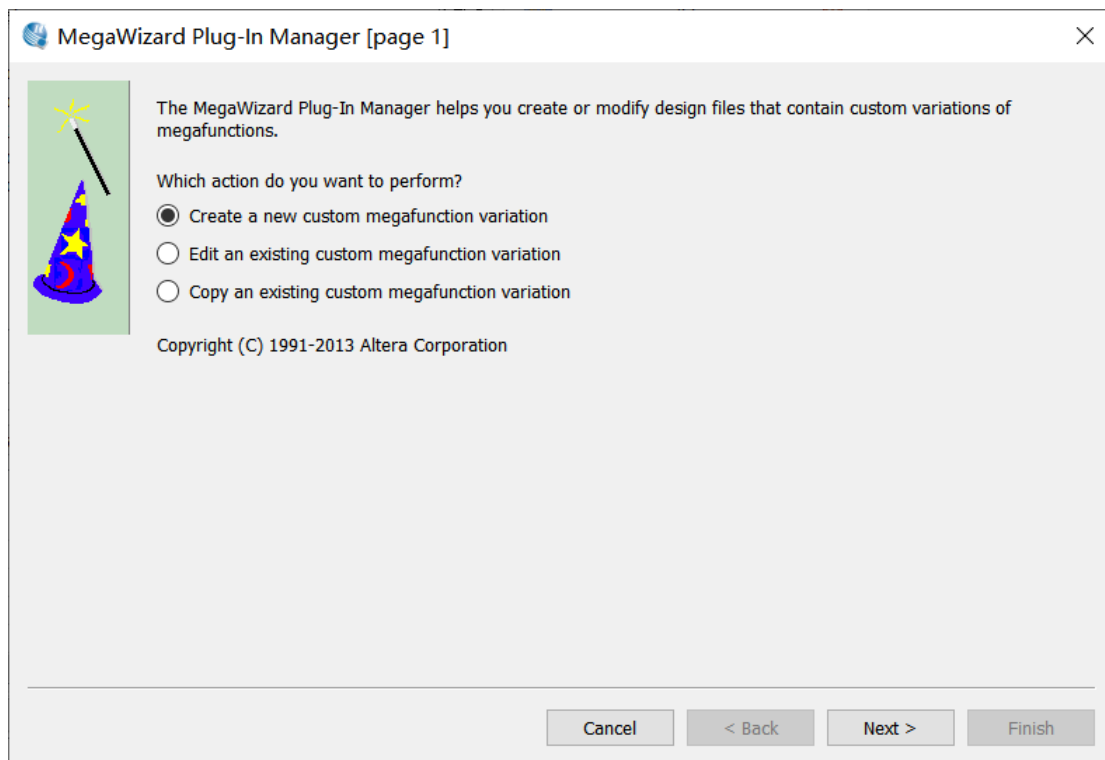 MegaWizard Plug-In Manager [page 1]
The MegaWizard Plug-In Manager helps you create or modify design files that contain custom variations of
megafunctions.
Which action do you want to perform?
Create a new custom megafunction variation
Edit an existing custom megafunction variation
Copy an existing custom megafunction variation
Copyright (C) 1991-2013 Altera Corporation
Cancel
< Back
Next >
Finish